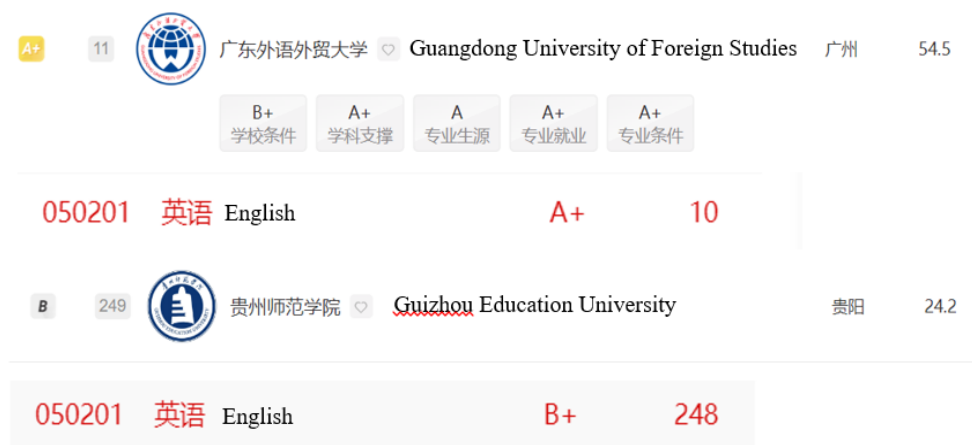 A+ 11 广东外语外贸大学 Guangdong University of Foreign Studies 广州 54.5
B+ A+ A A+ A+
学校条件 学科支撑 专业生源 专业就业 专业条件
050201 英语 English A+ 10
B 249 贵州师范学院 Guizhou Education University 贵阳 24.2
050201 英语 English B+ 248